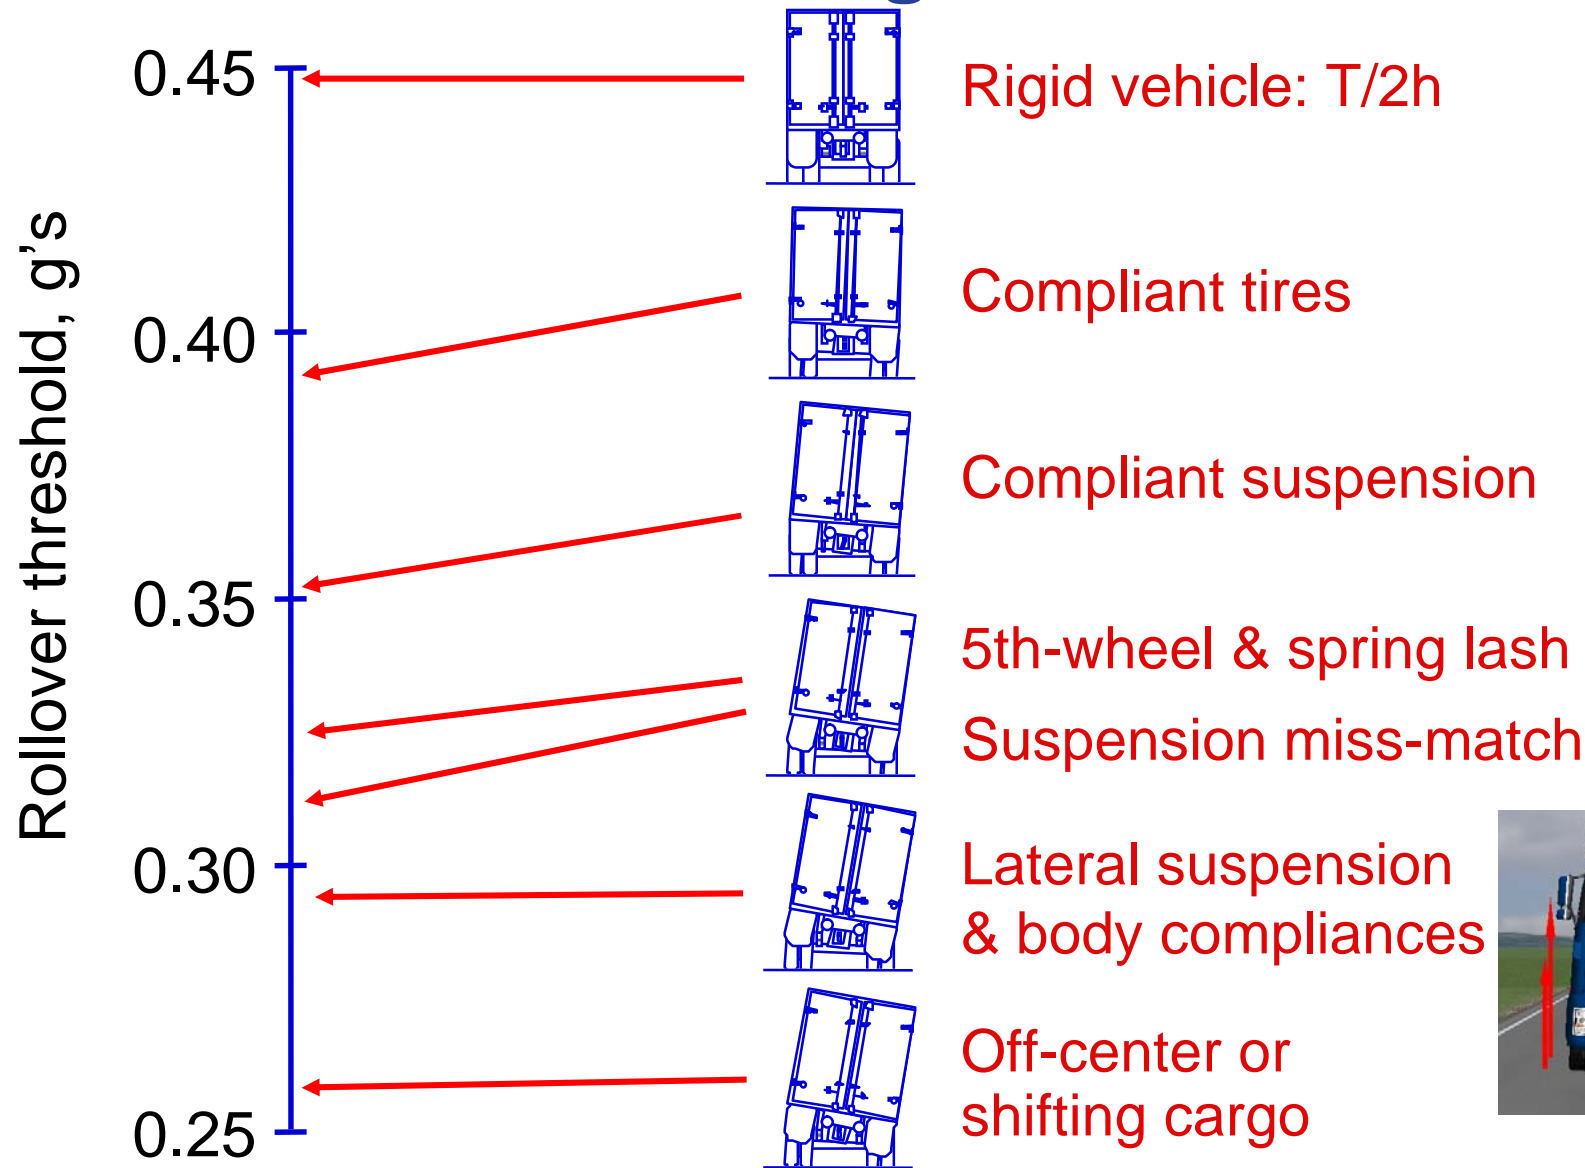 Rollover threshold, g’s
0.45
0.40
0.35
0.30
0.25
Rigid vehicle: T/2h
Compliant tires
Compliant suspension
5th-wheel & spring lash
Suspension miss-match
Lateral suspension
& body compliances
Off-center or
shifting cargo